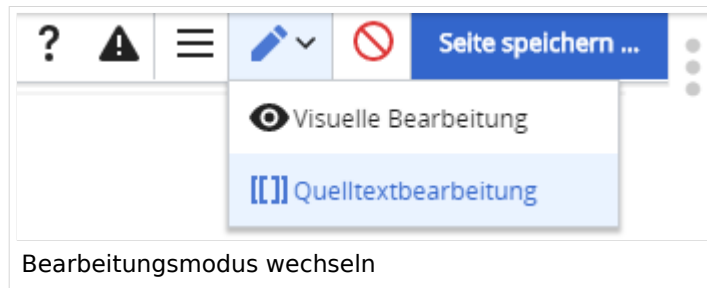 ? Seite speichern ...
Visuelle Bearbeitung
[[]] Quelltextbearbeitung
Bearbeitungsmodus wechseln